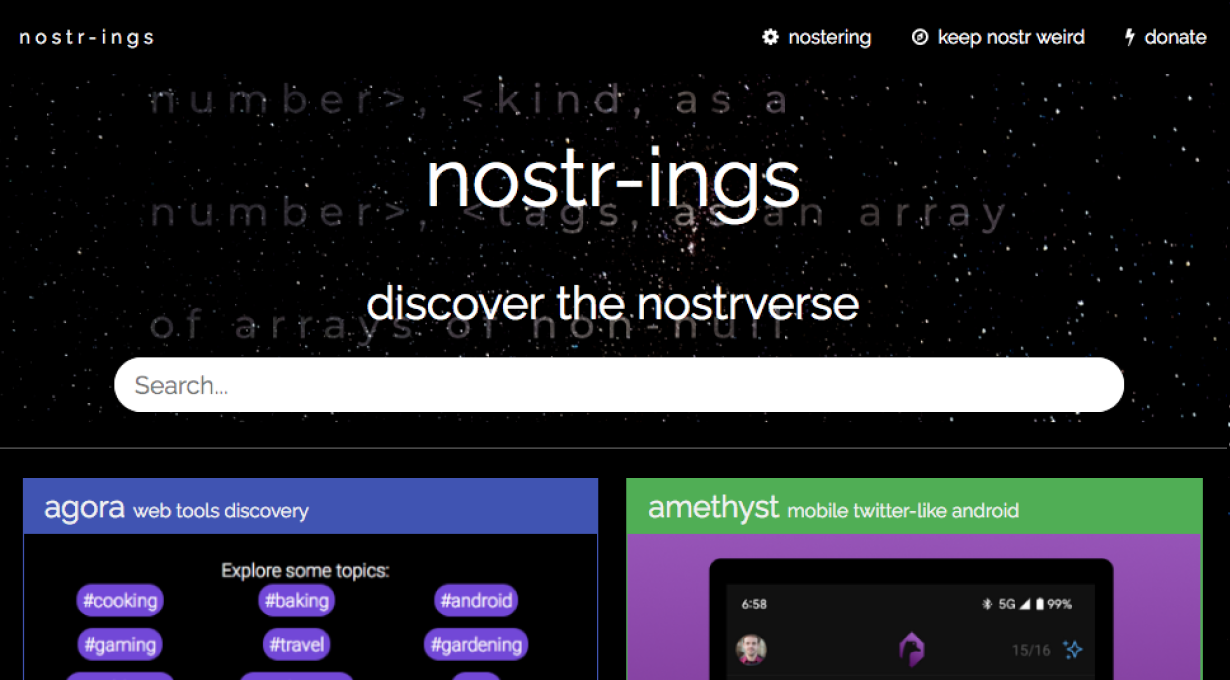 nostr-ings
nostering
keep nostr weird
donate
number>, <kind, as a
nostr-ings
number>, <tags, as an array
discover the nostrverse
of arrays of non-null
Search...
agora web tools discovery
amethyst mobile twitter-like android
Explore some topics:
#cooking
#baking
#android
#gaming
#travel
#gardening
6:58
5G 99%
15/16